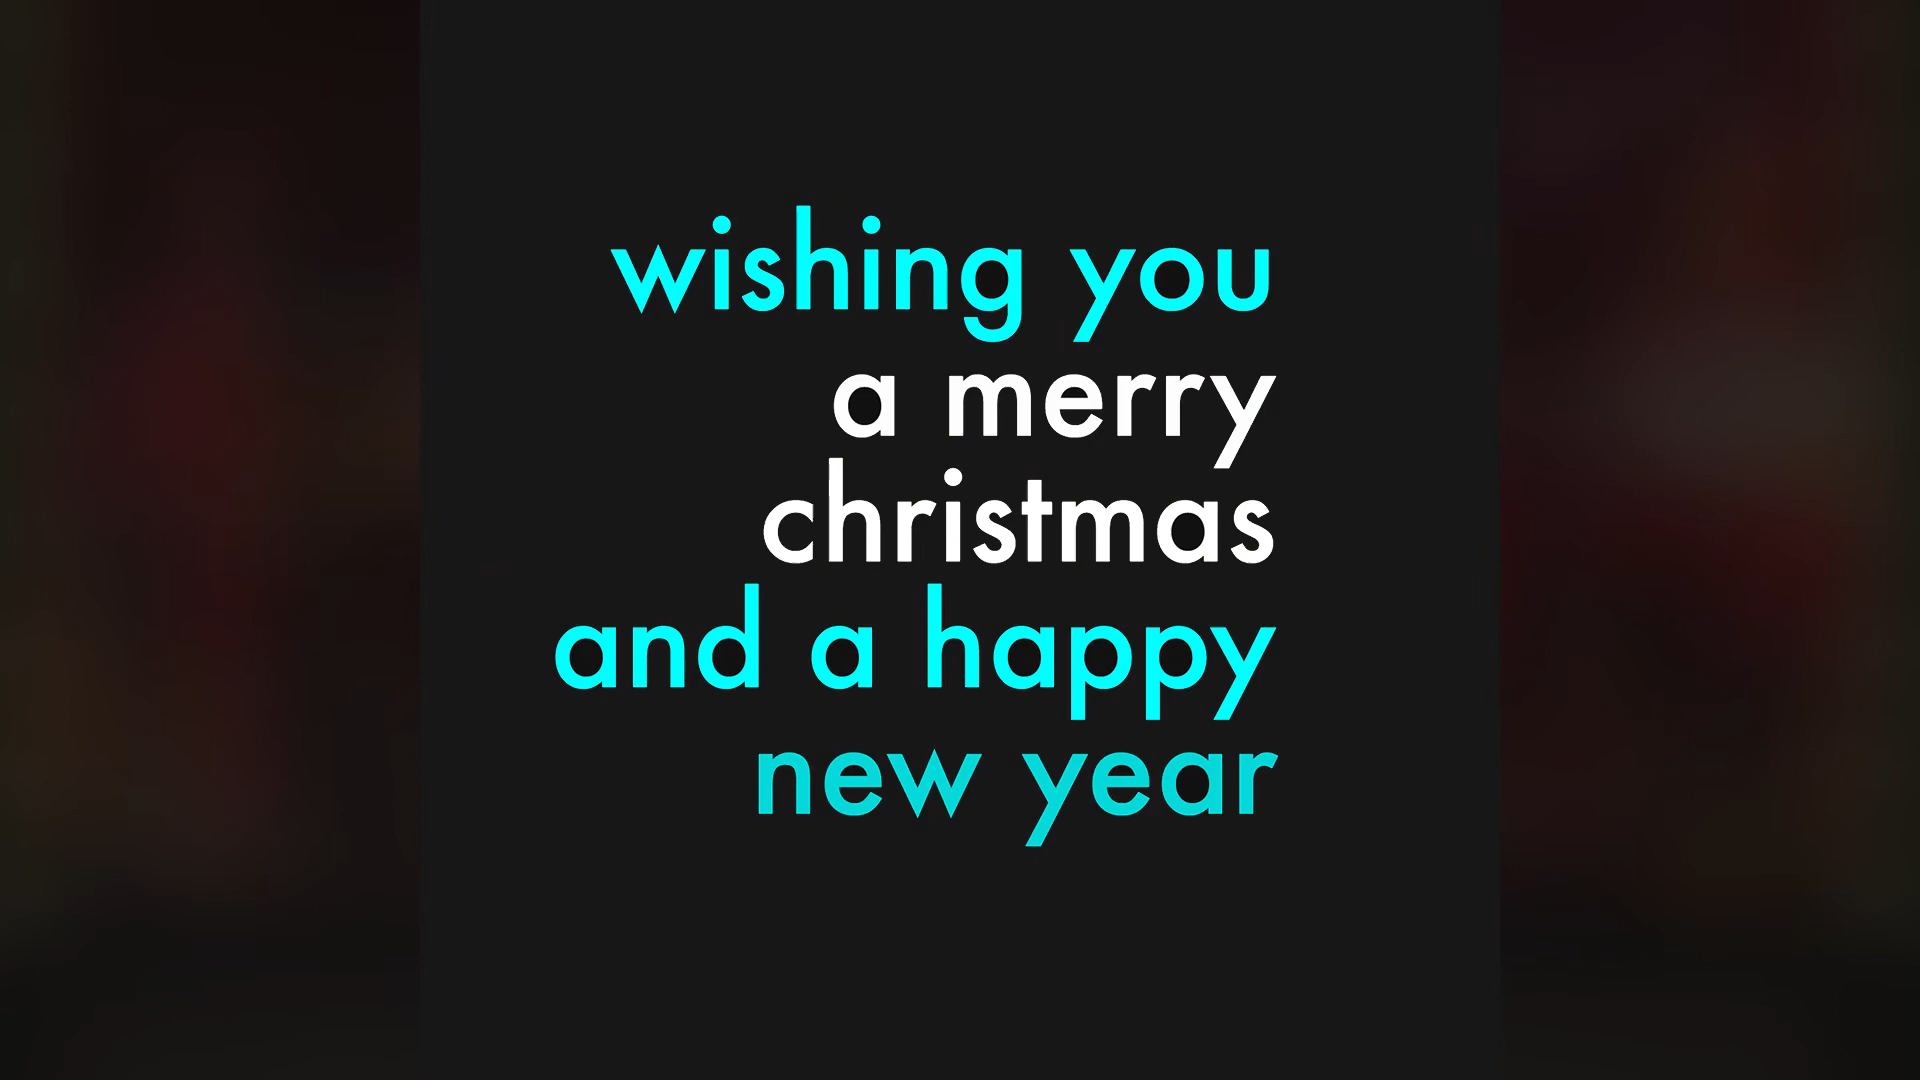 wishing you
a merry
christmas
and a happy
new year